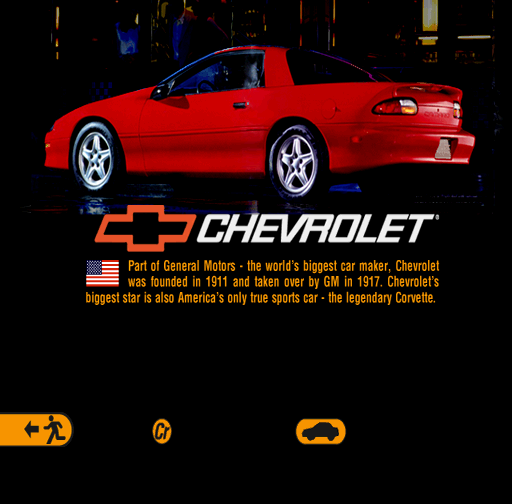 CHEVROLET®
Part of General Motors - the world's biggest car maker, Chevrolet
was founded in 1911 and taken over by GM in 1917. Chevrolet's
biggest star is also America's only true sports car - the legendary Corvette.
Cr